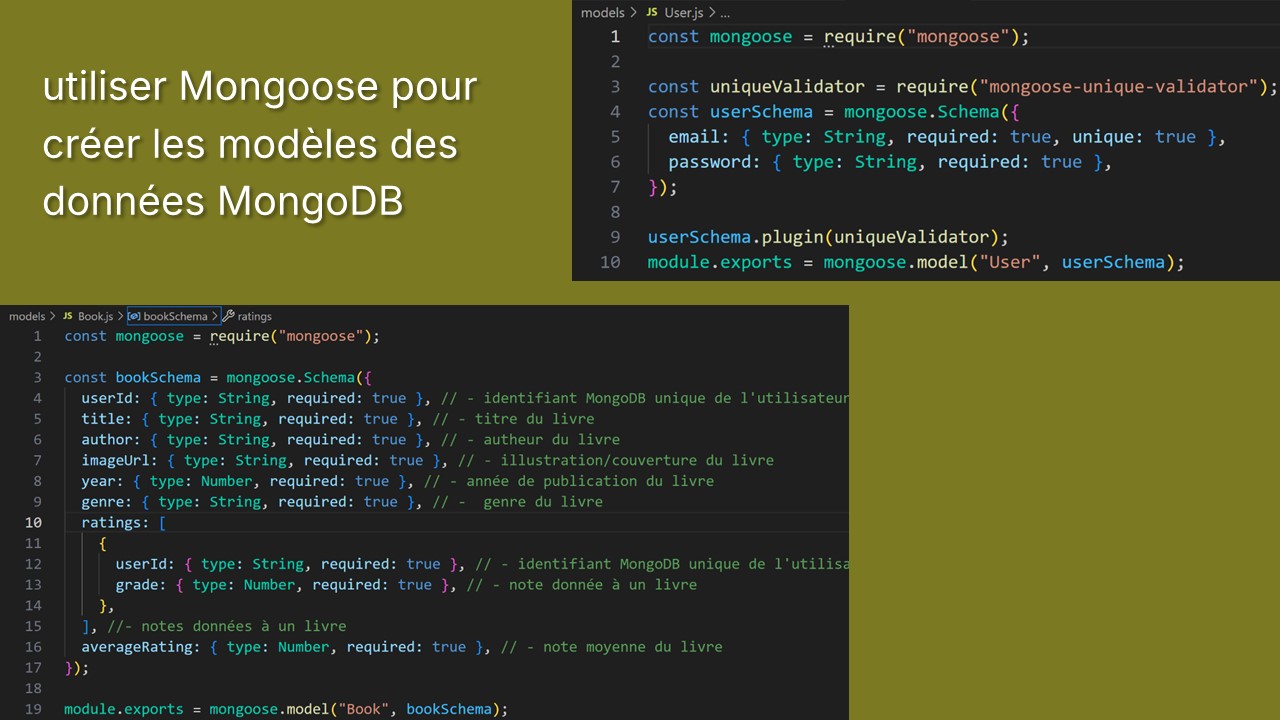 utiliser Mongoose pour
créer les modèles des
données MongoDB
models > JS User.js > ...
1 const mongoose = require("mongoose");
2
3 const uniqueValidator = require("mongoose-unique-validator");
4 const userSchema = mongoose.Schema({
5 email: { type: String, required: true, unique: true },
6 password: { type: String, required: true },
7 });
8
9 userSchema.plugin(uniqueValidator);
10 module.exports = mongoose.model("User", userSchema);
models > JS Book.js > bookSchema > ratings
1 const mongoose = require("mongoose");
2
3 const bookSchema = mongoose.Schema({
4 userId: { type: String, required: true }, // - identifiant MongoDB unique de l'utilisateur
5 title: { type: String, required: true }, // - titre du livre
6 author: { type: String, required: true }, // - autheur du livre
7 imageUrl: { type: String, required: true }, // - illustration/couverture du livre
8 year: { type: Number, required: true }, // - année de publication du livre
9 genre: { type: String, required: true }, // -  genre du livre
10 ratings: [
11 {
12 userId: { type: String, required: true }, // - identifiant MongoDB unique de l'utilisa
13 grade: { type: Number, required: true }, // - note donnée à un livre
14 },
15 ], //- notes données à un livre
16 averageRating: { type: Number, required: true }, // - note moyenne du livre
17 });
18
19 module.exports = mongoose.model("Book", bookSchema);